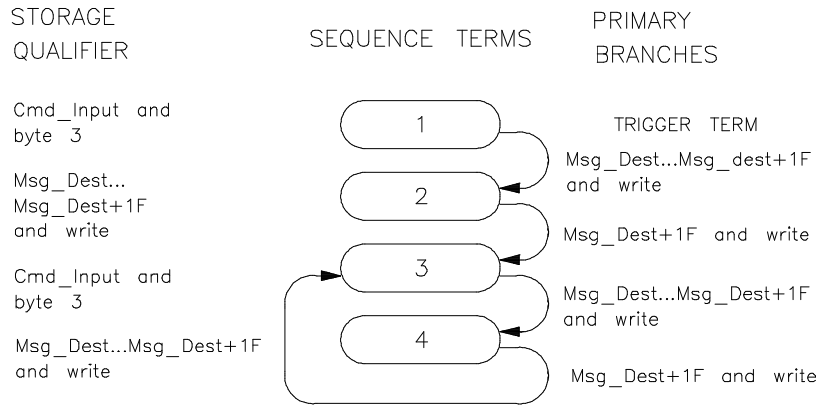 STORAGE
QUALIFIER
SEQUENCE TERMS
PRIMARY
BRANCHES
Cmd_Input and
byte 3
1
TRIGGER TERM
Msg_Dest...Msg_dest+1F
and write
Msg_Dest...
Msg_Dest+1F
and write
2
Msg_Dest+1F and write
Cmd_Input and
byte 3
3
Msg_Dest...Msg_Dest+1F
and write
Msg_Dest...Msg_Dest+1F
and write
4
Msg_Dest+1F and write